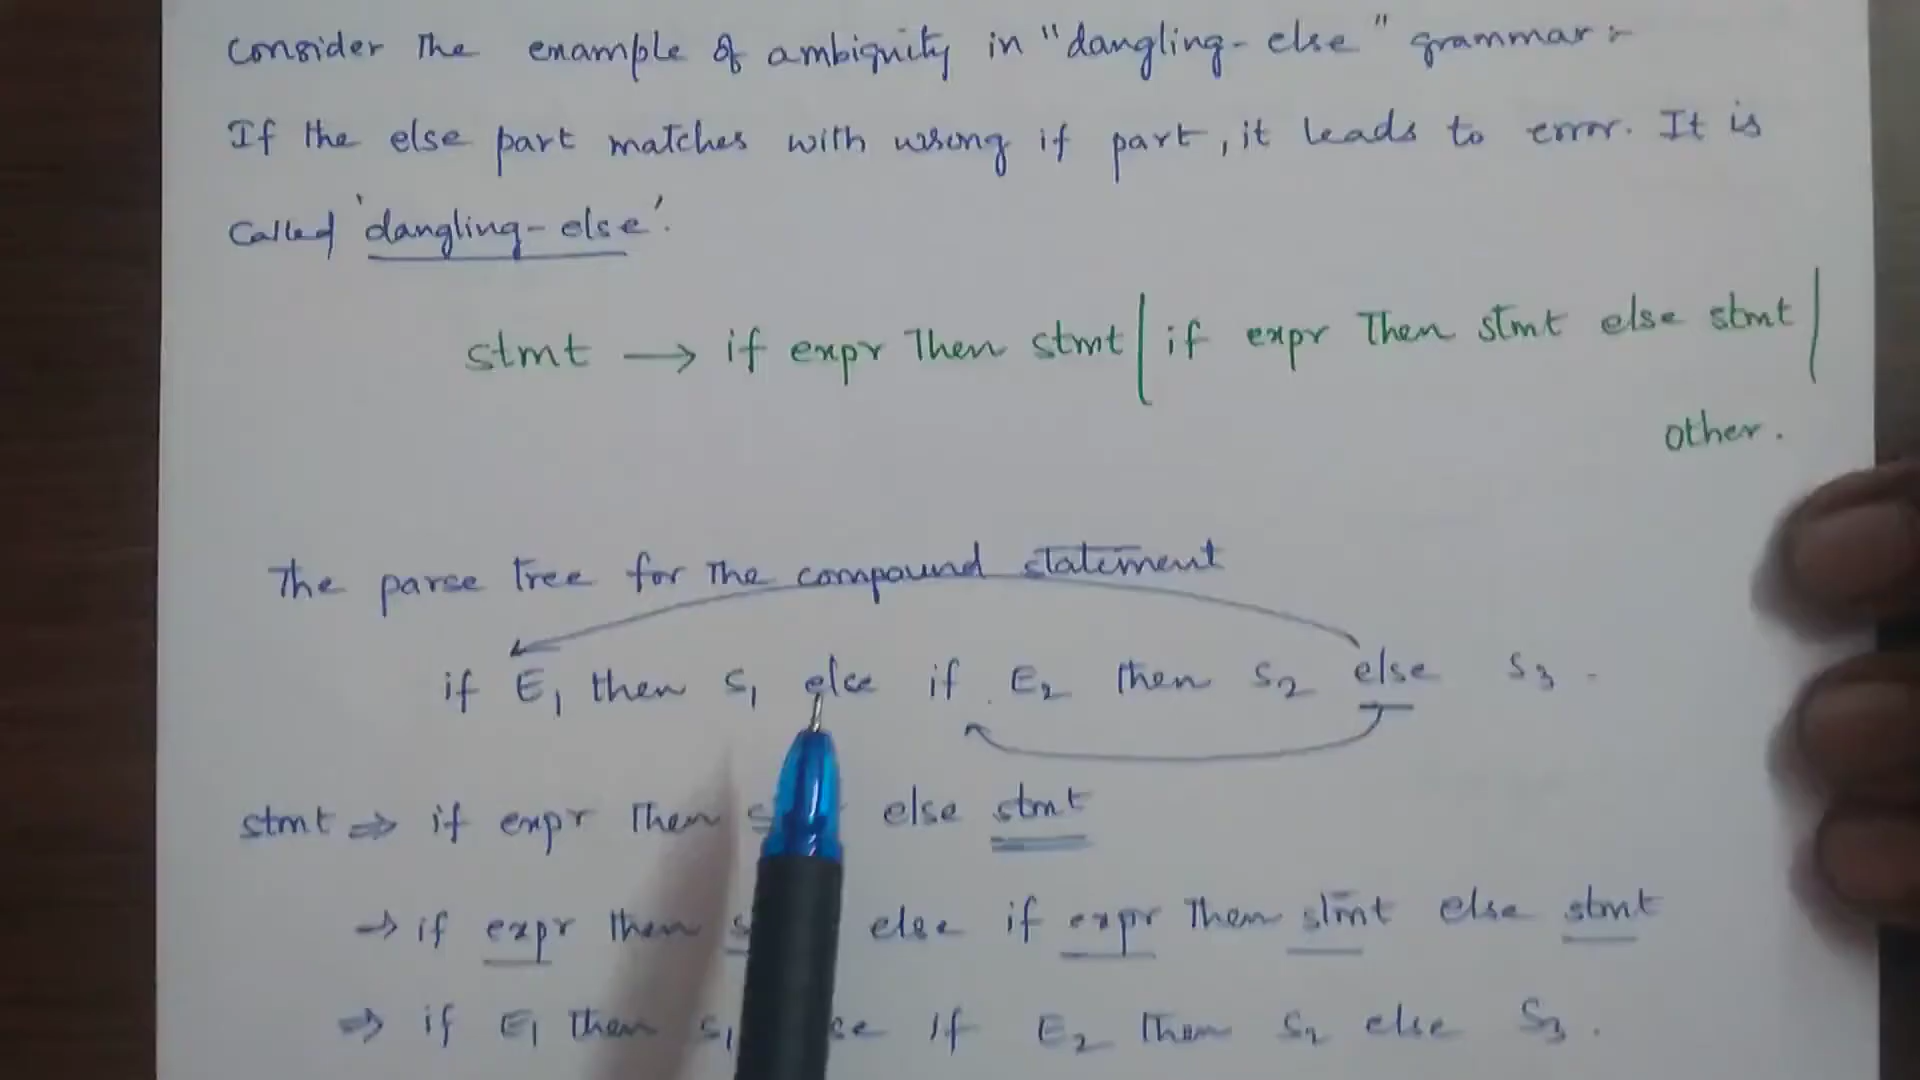 Consider the example of ambiguity in "dangling-else" grammar:-
If the else part matches with wrong if part, it leads to error. It is
Called 'dangling-else'.
stmt → if expr Then stmt | if expr Then stmt else stmt |
other.
The parse tree for the compound statement
if E1 then S1 else if E2 then S2 else S3.
stmt ⇒ if expr Then else stmt
→ if expr then else if expr Then stmt else stmt
⇒ if E1 Then S1 if E2 Then S2 else S3.